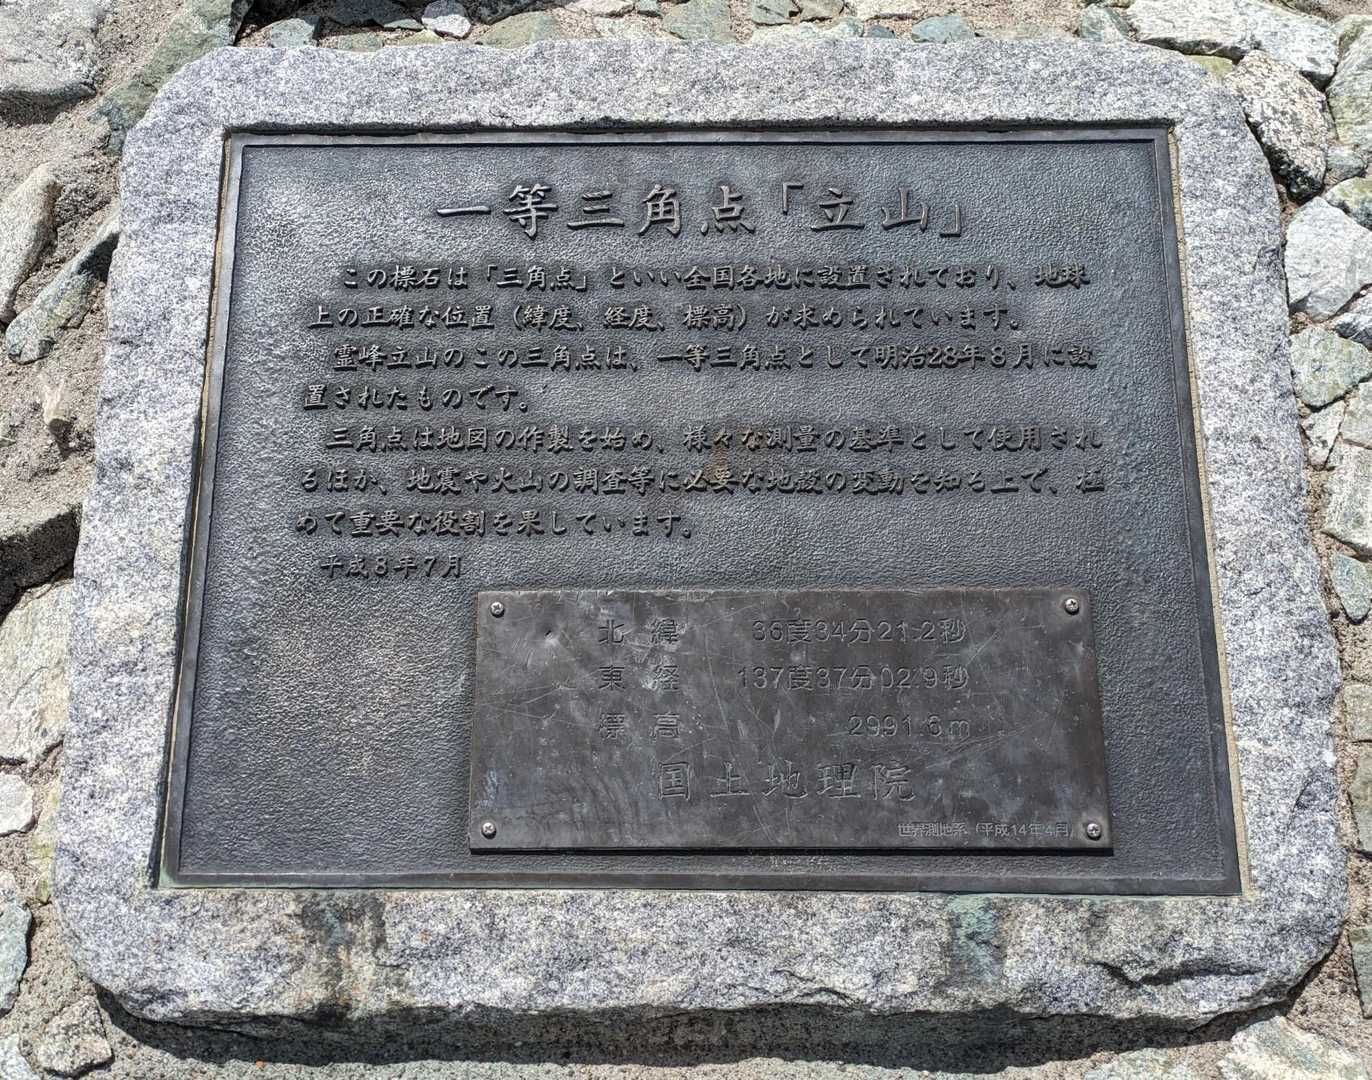 一等三角点「立山」
この標石は「三角点」といい全国各地に設置されており、地球
上の正確な位置（緯度、経度、標高）が求められています。
霊峰立山のこの三角点は、一等三角点として明治28年8月に設
置されたものです。
三角点は地図の作製を始め、様々な測量の基準として使用され
るほか、地震や火山の調査等に必要な地殻の変動を知る上で、極
めて重要な役割を果しています。
平成8年7月
北緯 36度34分21.2秒
東経 137度37分02.9秒
標高 2991.6m
国土地理院
世界測地系（平成14年4月）